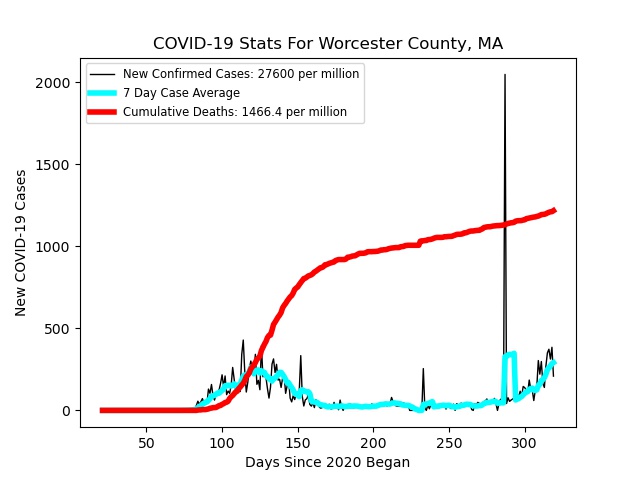 COVID-19 Stats For Worcester County, MA
New Confirmed Cases: 27600 per million
7 Day Case Average
Cumulative Deaths: 1466.4 per million
New COVID-19 Cases
2000
1500
1000
500
0
50 100 150 200 250 300
Days Since 2020 Began